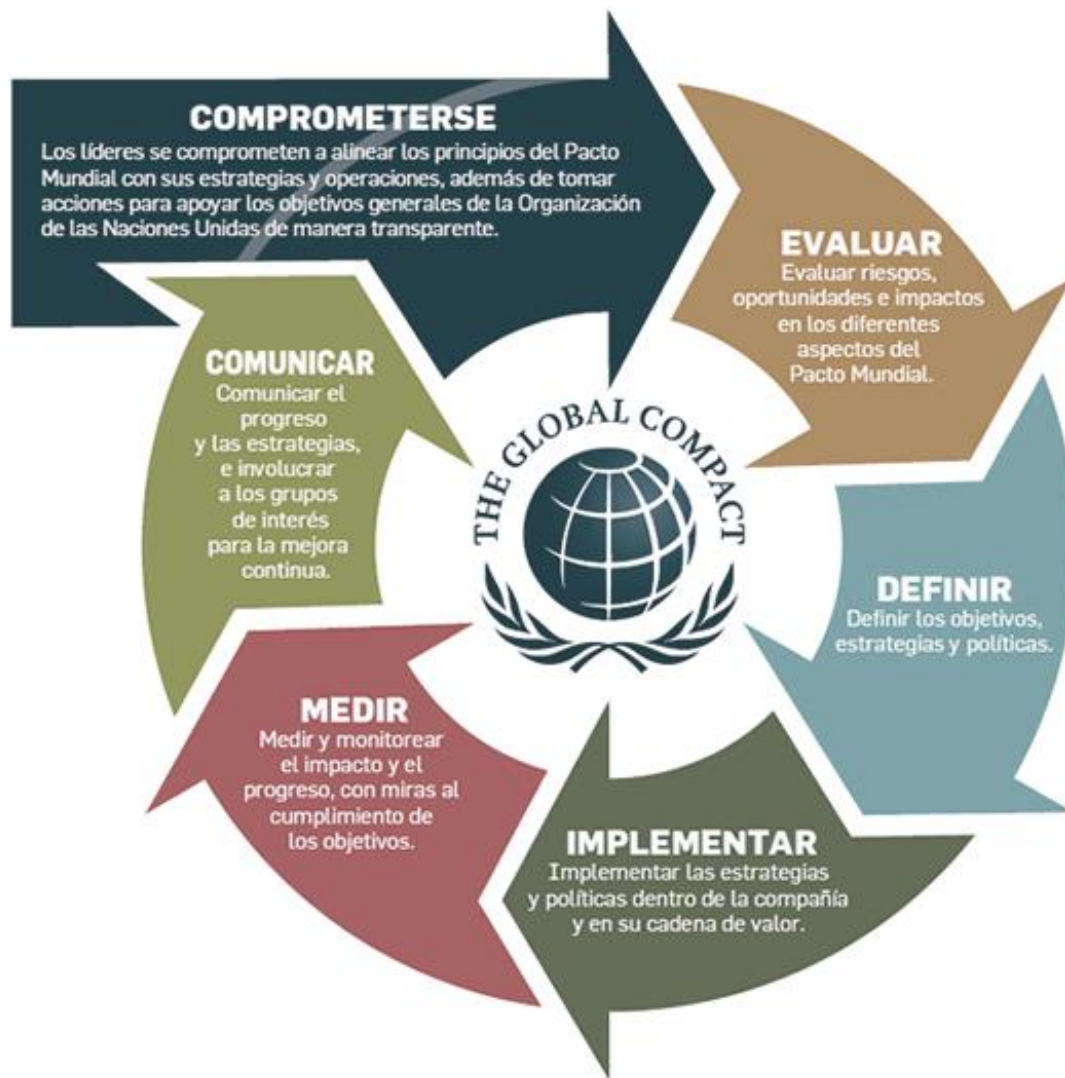 COMPROMETERSE
Los líderes se comprometen a alinear los principios del Pacto
Mundial con sus estrategias y operaciones, además de tomar
acciones para apoyar los objetivos generales de la Organización
de las Naciones Unidas de manera transparente.
EVALUAR
Evaluar riesgos,
oportunidades e impactos
en los diferentes
aspectos del
Pacto Mundial.
DEFINIR
Definir los objetivos,
estrategias y políticas.
IMPLEMENTAR
Implementar las estrategias
y políticas dentro de la compañía
y en su cadena de valor.
MEDIR
Medir y monitorear
el impacto y el
progreso, con miras al
cumplimiento de
los objetivos.
COMUNICAR
Comunicar el
progreso
y las estrategias,
e involucrar
a los grupos
de interés
para la mejora
continua.
THE GLOBAL COMPACT